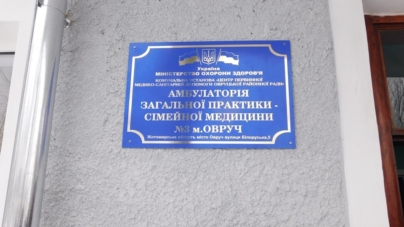 Україна
МІНІСТЕРСТВО ОХОРОНИ ЗДОРОВ'Я
КОМУНАЛЬНА УСТАНОВА «ЦЕНТР ПЕРВИННОЇ
МЕДИКО-САНІТАРНОЇ ДОПОМОГИ ОВРУЦЬКОЇ РАЙОННОЇ РАДИ»
АМБУЛАТОРІЯ
ЗАГАЛЬНОЇ ПРАКТИКИ -
СІМЕЙНОЇ МЕДИЦИНИ
№3 м.ОВРУЧ
Житомирська область місто Овруч вулиця